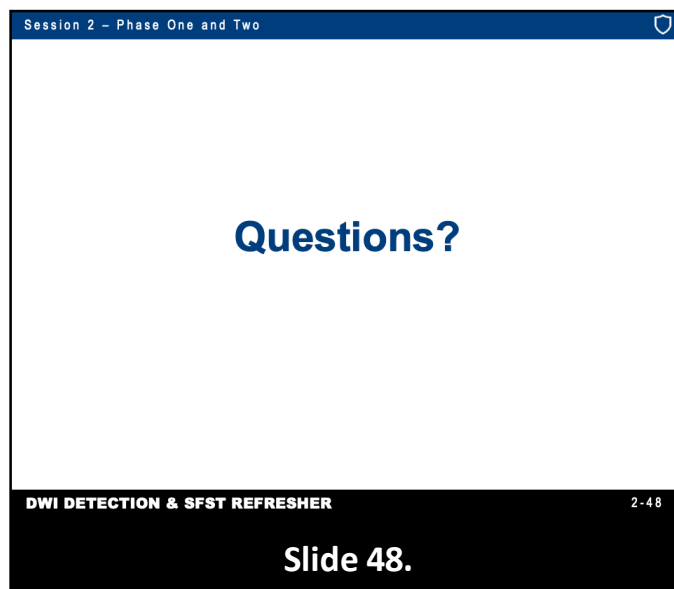 Session 2 – Phase One and Two
Questions?
DWI DETECTION & SFST REFRESHER 2-48
Slide 48.